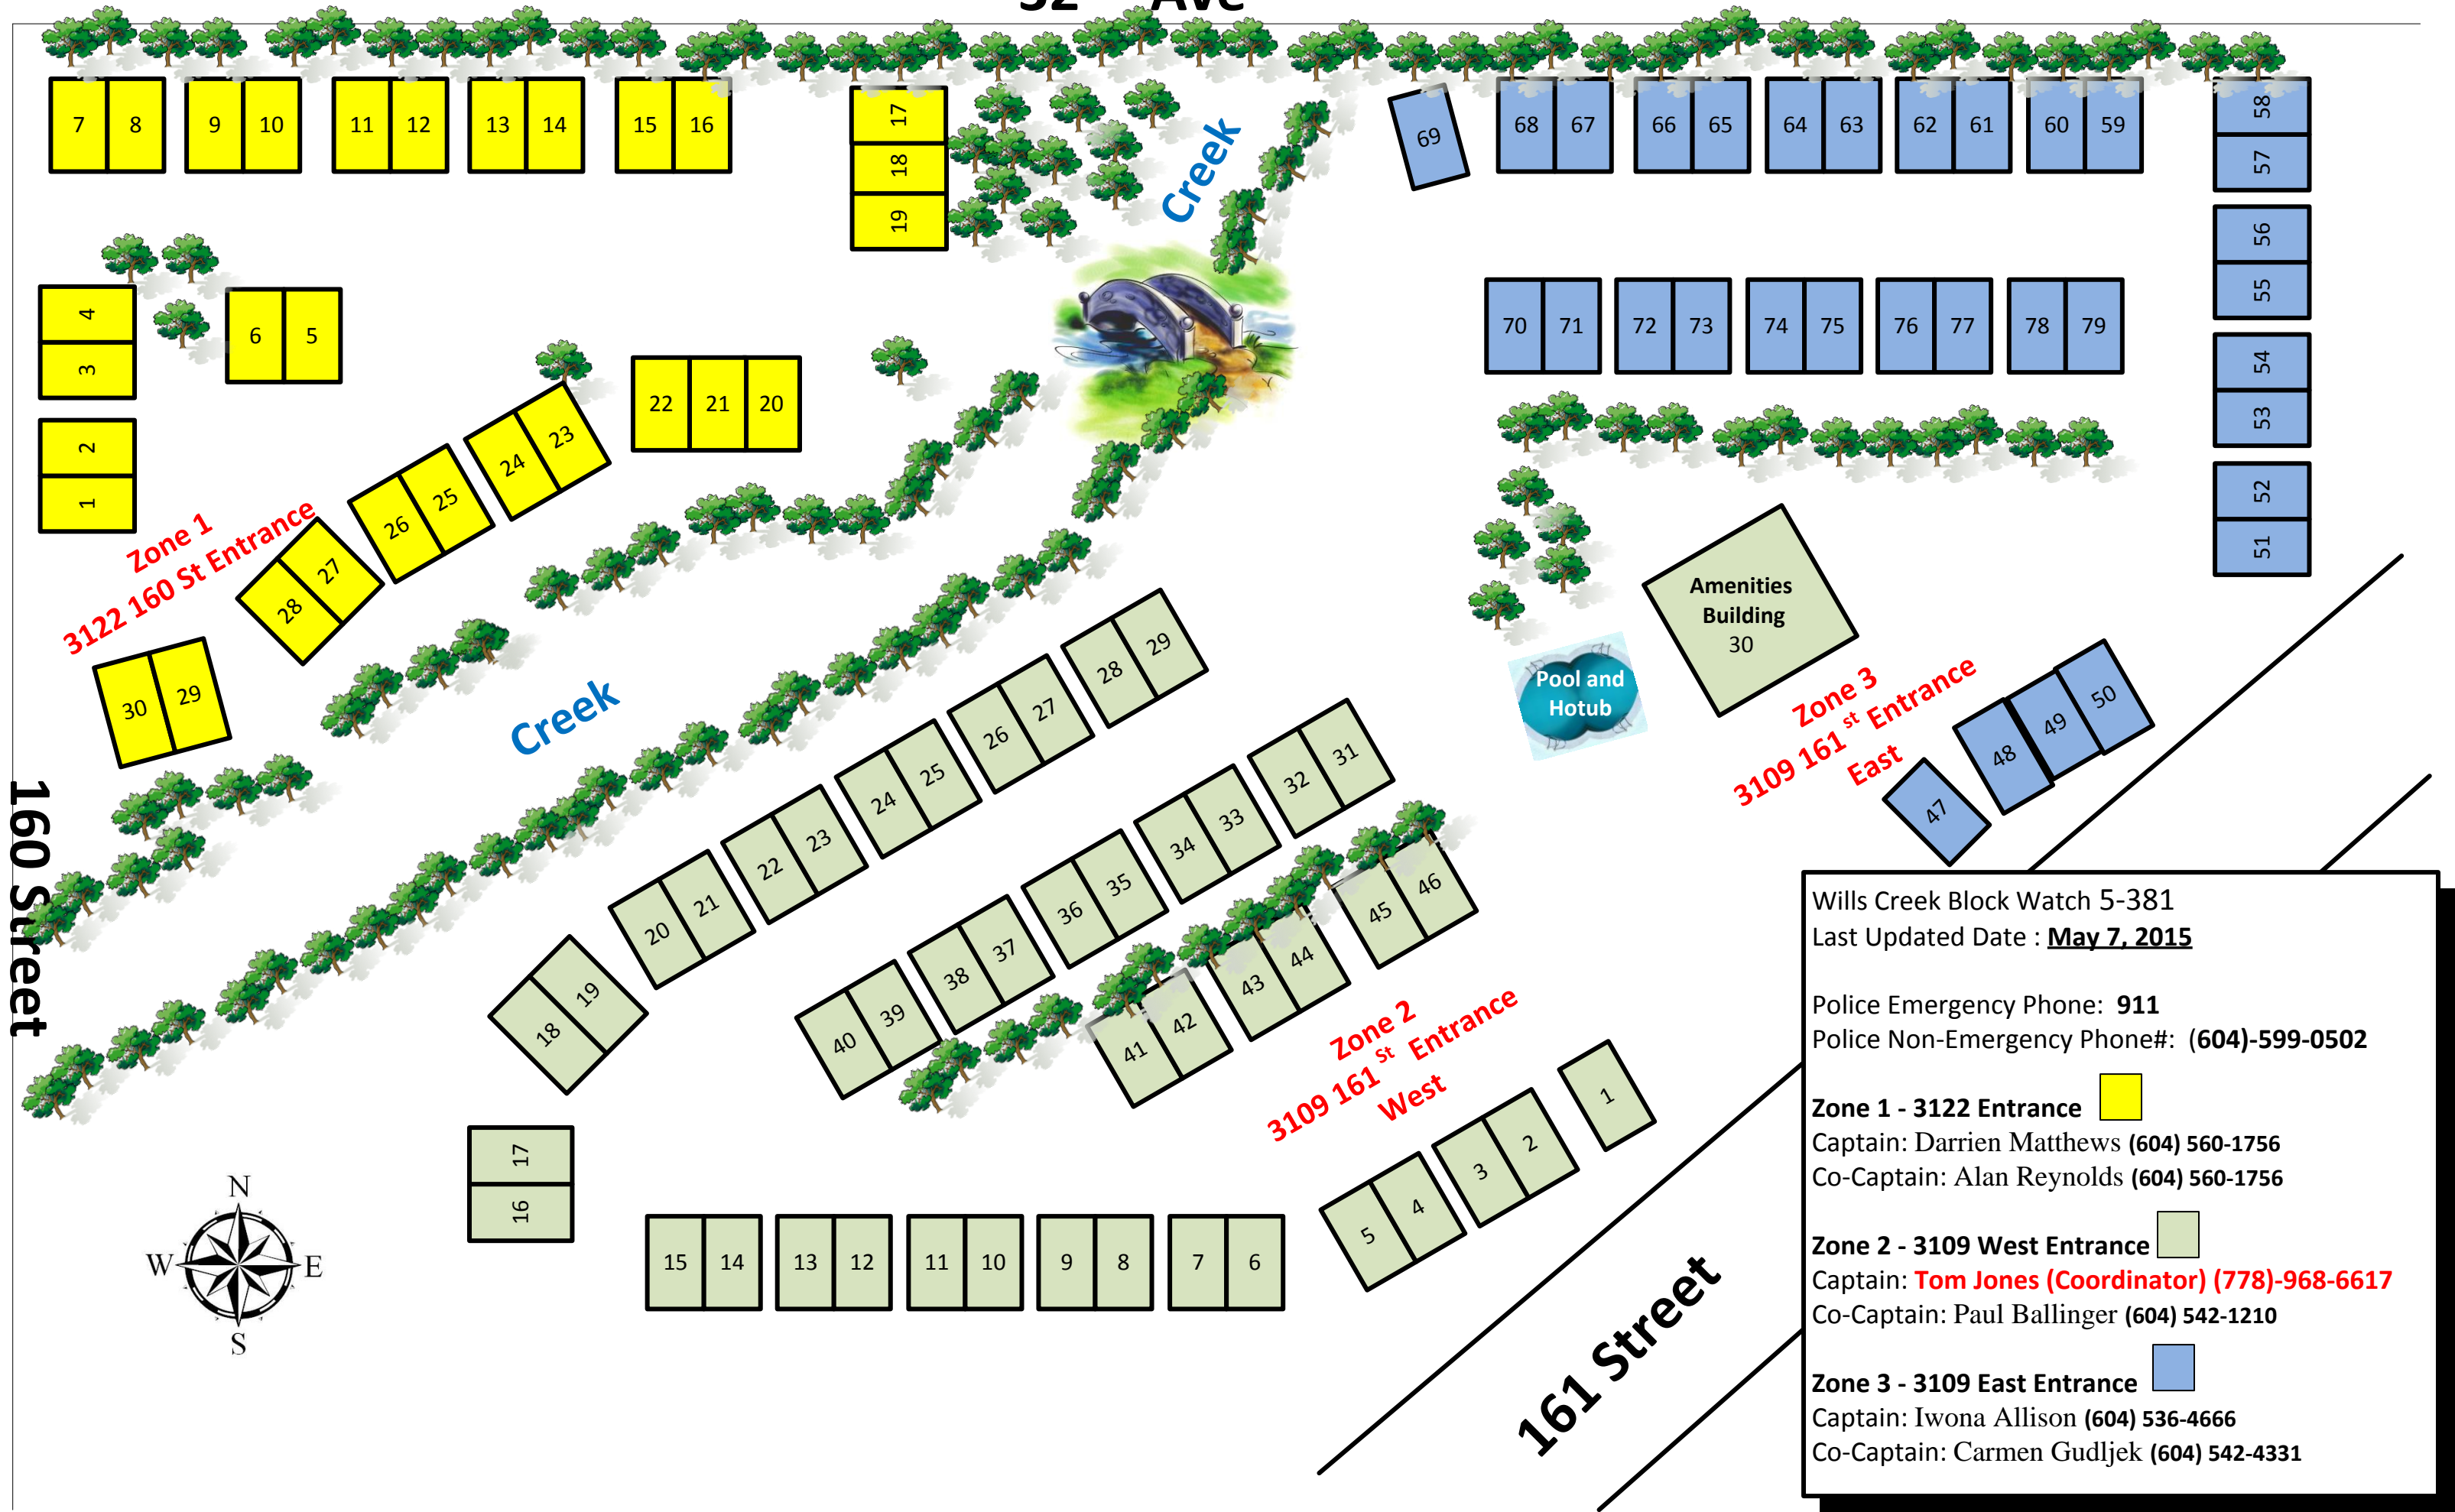 32 Ave
7 8 9 10 11 12 13 14 15 16
17
18
19
Creek
69 68 67 66 65 64 63 62 61 60 59
58
57
56
55
54
53
52
51
4
3
2
1
6 5
22 21 20
24 23
26 25
28 27
30 29
Zone 1
3122 160 St Entrance
70 71 72 73 74 75 76 77 78 79
Amenities
Building
30
Pool and
Hotub
Zone 3
3109 161 st Entrance
East
47 48 49 50
Creek
160 Street
28 29
26 27
24 25
22 23
20 21
18 19
32 31
34 33
36 35
38 37
40 39
45 46
43 44
41 42
17
16
Zone 2
3109 161 St Entrance
West
1
3 2
5 4
15 14 13 12 11 10 9 8 7 6
161 Street
N
W E
S
Wills Creek Block Watch 5-381
Last Updated Date : May 7, 2015
Police Emergency Phone: 911
Police Non-Emergency Phone#: (604)-599-0502
Zone 1 - 3122 Entrance
Captain: Darrien Matthews (604) 560-1756
Co-Captain: Alan Reynolds (604) 560-1756
Zone 2 - 3109 West Entrance
Captain: Tom Jones (Coordinator) (778)-968-6617
Co-Captain: Paul Ballinger (604) 542-1210
Zone 3 - 3109 East Entrance
Captain: Iwona Allison (604) 536-4666
Co-Captain: Carmen Gudljek (604) 542-4331